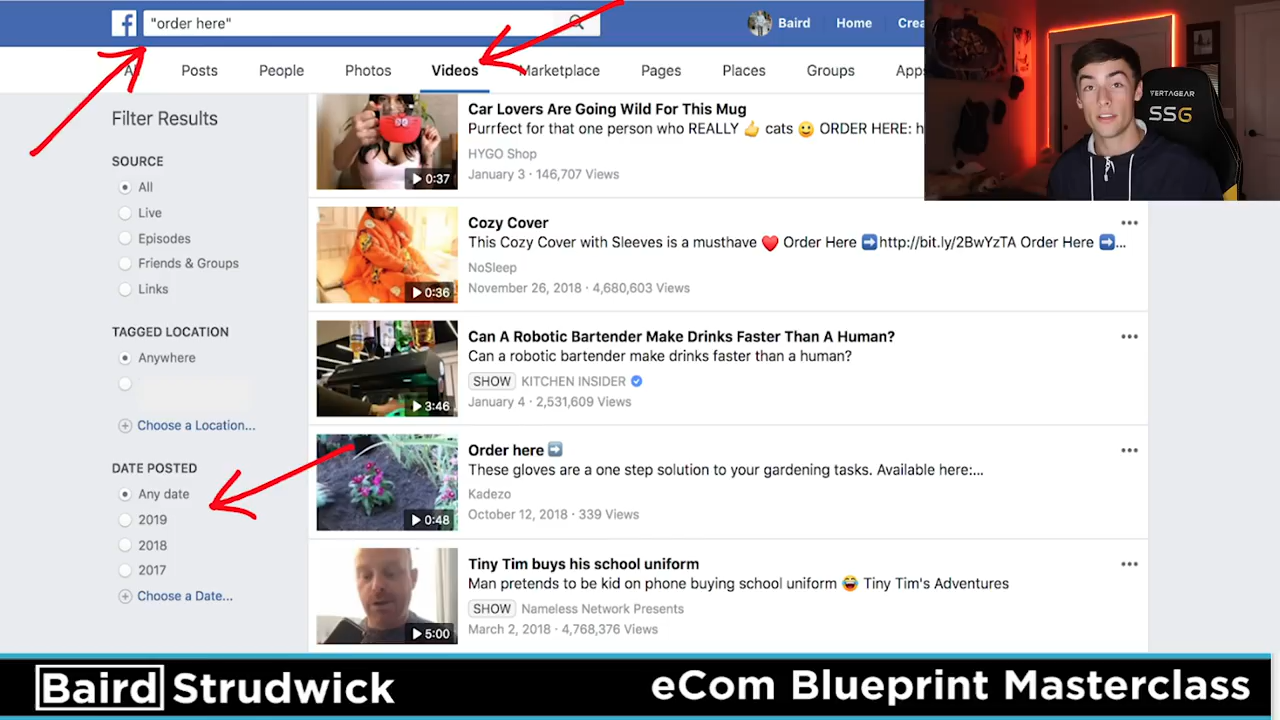 "order here"
Baird
Home
Crea
All
Posts
People
Photos
Videos
Marketplace
Pages
Places
Groups
Apps
VERTAGEAR
SSG
Filter Results
SOURCE
All
Live
Episodes
Friends & Groups
Links
TAGGED LOCATION
Anywhere
Choose a Location...
DATE POSTED
Any date
2019
2018
2017
Choose a Date...
Car Lovers Are Going Wild For This Mug
Purrfect for that one person who REALLY 👍 cats 😀 ORDER HERE: h
HYGO Shop
January 3 · 146,707 Views
0:37
Cozy Cover
This Cozy Cover with Sleeves is a musthave ❤️ Order Here ➡️http://bit.ly/2BwYzTA Order Here ➡️...
NoSleep
November 26, 2018 · 4,680,603 Views
0:36
Can A Robotic Bartender Make Drinks Faster Than A Human?
Can a robotic bartender make drinks faster than a human?
SHOW KITCHEN INSIDER
January 4 · 2,531,609 Views
3:46
Order here ➡️
These gloves are a one step solution to your gardening tasks. Available here:...
Kadezo
October 12, 2018 · 339 Views
0:48
Tiny Tim buys his school uniform
Man pretends to be kid on phone buying school uniform 😂 Tiny Tim's Adventures
SHOW Nameless Network Presents
March 2, 2018 · 4,768,376 Views
5:00
Baird Strudwick
eCom Blueprint Masterclass